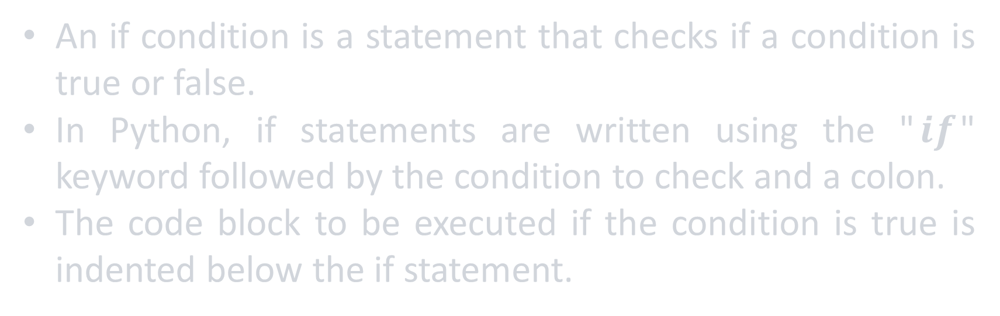 • An if condition is a statement that checks if a condition is
true or false.
• In Python, if statements are written using the "if"
keyword followed by the condition to check and a colon.
• The code block to be executed if the condition is true is
indented below the if statement.